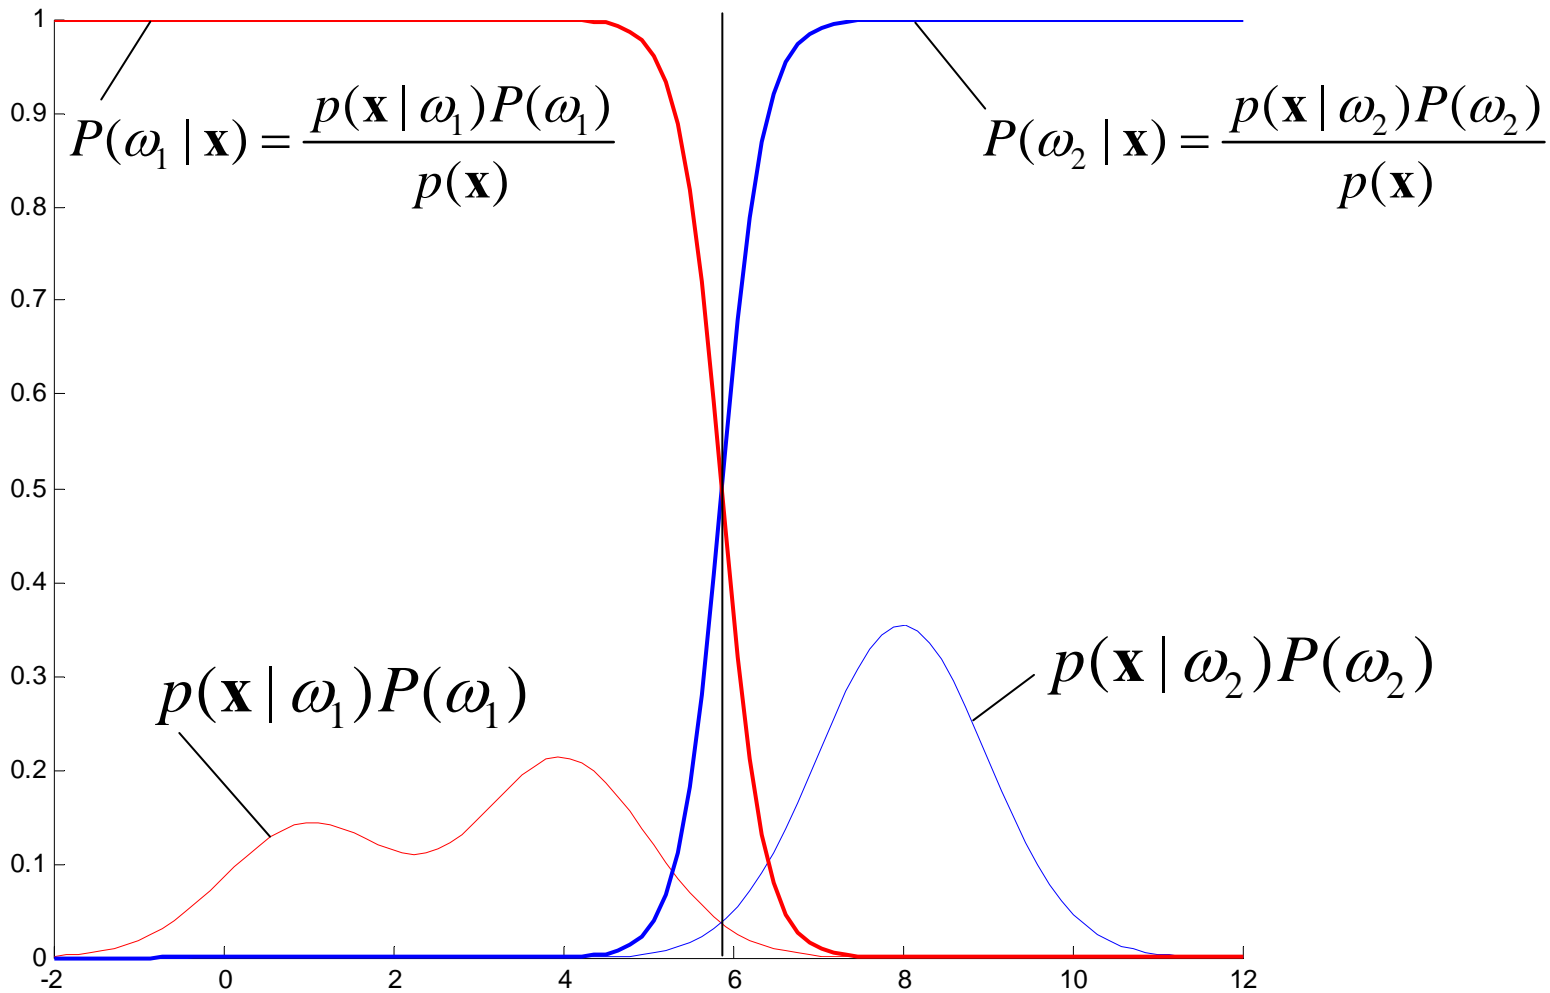 1
0.9
0.8
0.7
0.6
0.5
0.4
0.3
0.2
0.1
0
-2 0 2 4 6 8 10 12
P(ω₁ | x) = p(x | ω₁)P(ω₁) / p(x)
P(ω₂ | x) = p(x | ω₂)P(ω₂) / p(x)
p(x | ω₁)P(ω₁)
p(x | ω₂)P(ω₂)